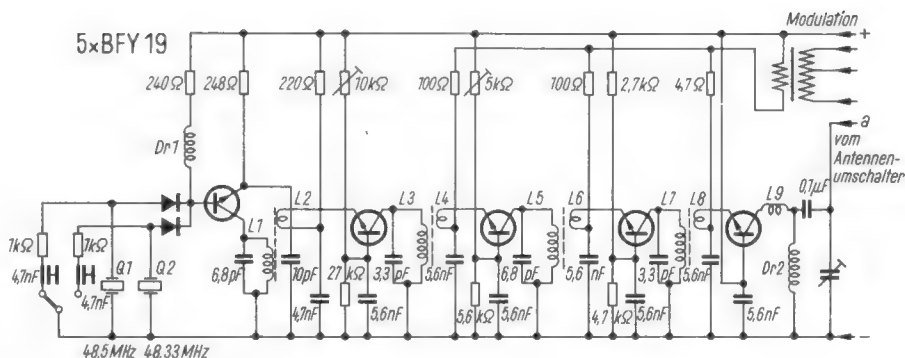 5xBFY 19
Modulation
+
240Ω
248Ω
220Ω
10kΩ
100Ω
5kΩ
100Ω
2,7kΩ
4,7Ω
Dr1
a
vom
Antennen-
umschalter
L1
L2
L3
L4
L5
L6
L7
L8
L9
0,1µF
1kΩ
1kΩ
4,7nF
4,7nF
Q1
Q2
6,8pF
10pF
27 kΩ
3,3 pF
5,6nF
6,8 pF
5,6 nF
3,3 pF
5,6nF
Dr2
4,7nF
5,6nF
5,6 kΩ
5,6nF
4,7 kΩ
5,6nF
5,6nF
-
48.5 MHz
48.33 MHz